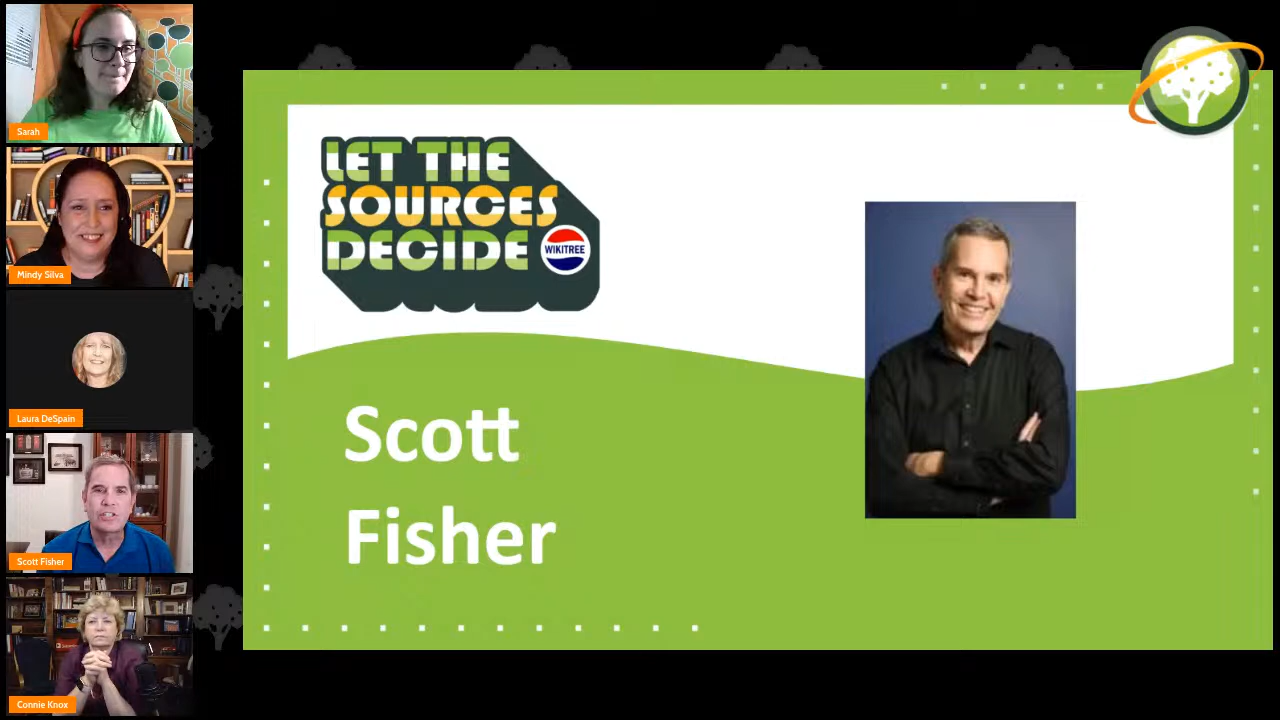 Sarah
Mindy Silva
Laura DeSpain
Scott Fisher
Connie Knox
LET THE
SOURCES
DECIDE
WIKITREE
Scott
Fisher